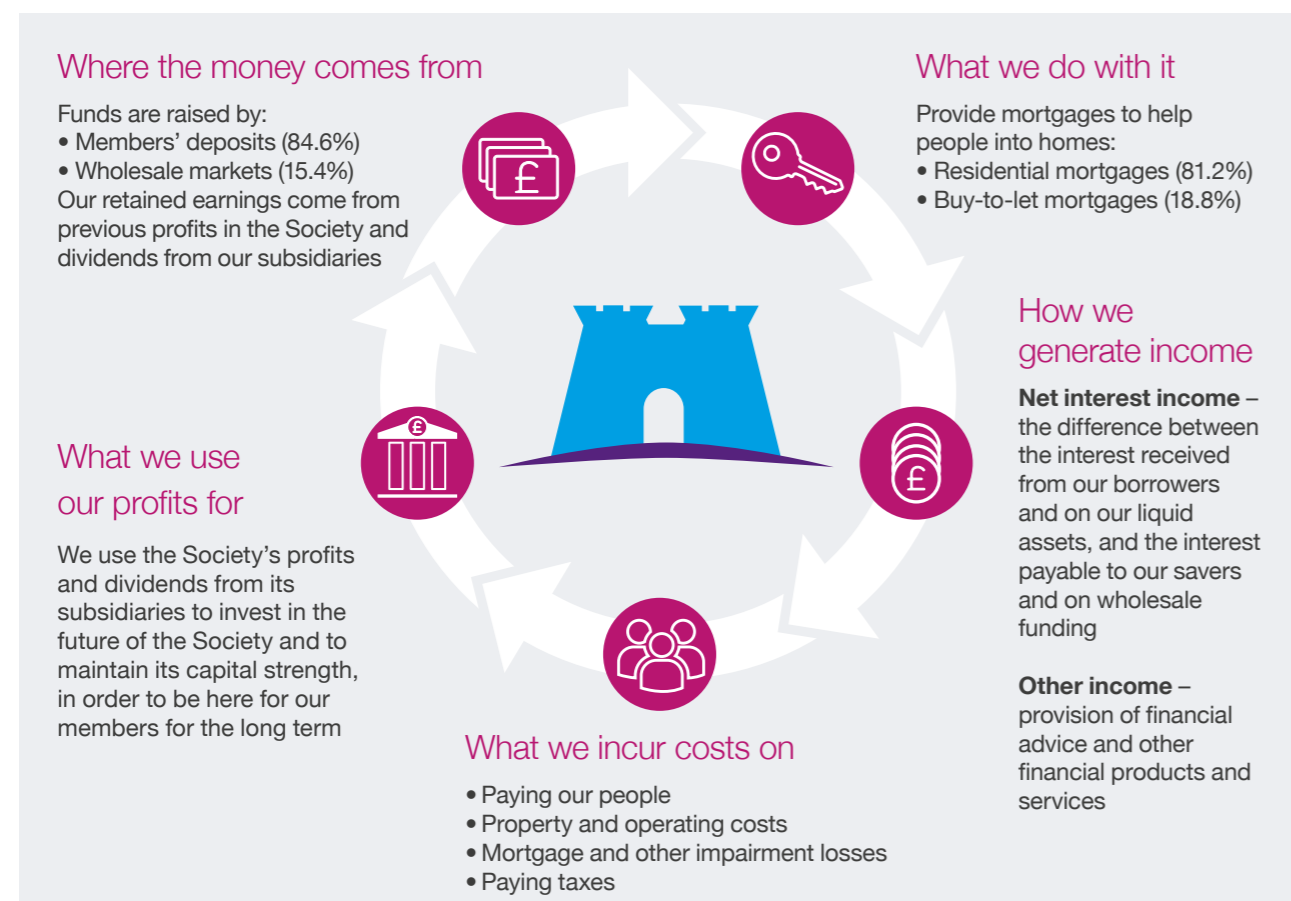 Where the money comes from
Funds are raised by:
• Members’ deposits (84.6%)
• Wholesale markets (15.4%)
Our retained earnings come from
previous profits in the Society and
dividends from our subsidiaries
£
What we do with it
Provide mortgages to help
people into homes:
• Residential mortgages (81.2%)
• Buy-to-let mortgages (18.8%)
How we
generate income
Net interest income –
the difference between
the interest received
from our borrowers
and on our liquid
assets, and the interest
payable to our savers
and on wholesale
funding
Other income –
provision of financial
advice and other
financial products and
services
£
What we incur costs on
• Paying our people
• Property and operating costs
• Mortgage and other impairment losses
• Paying taxes
£
What we use
our profits for
We use the Society’s profits
and dividends from its
subsidiaries to invest in the
future of the Society and to
maintain its capital strength,
in order to be here for our
members for the long term